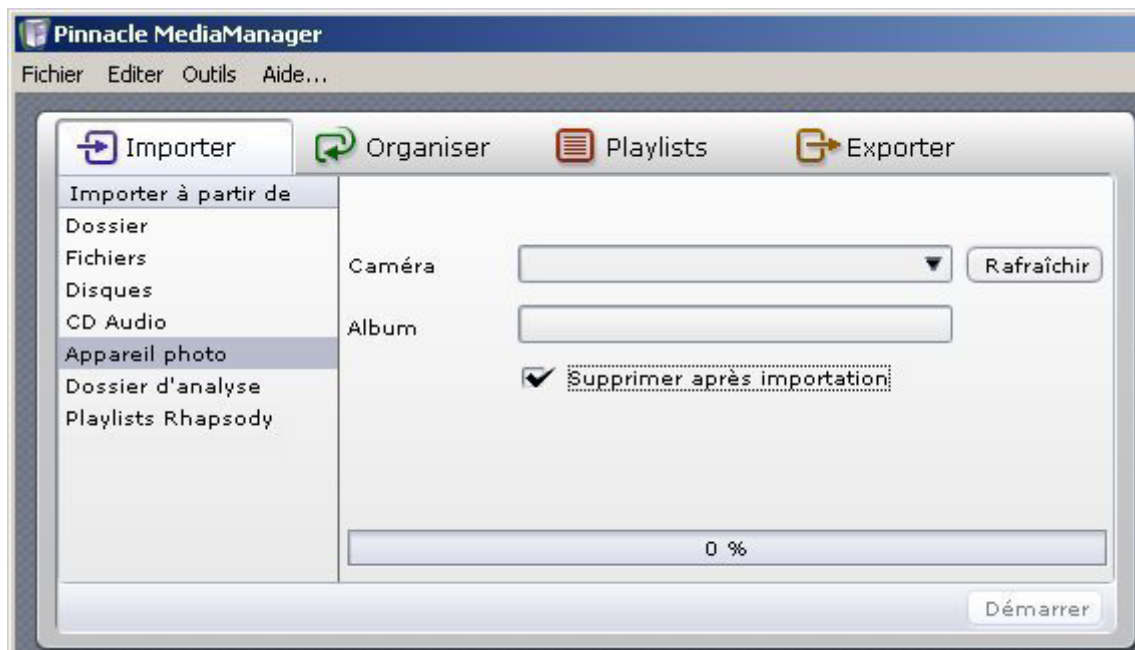 Pinnacle MediaManager
Fichier Editer Outils Aide...
Importer Organiser Playlists Exporter
Importer à partir de
Dossier
Fichiers
Disques
CD Audio
Appareil photo
Dossier d'analyse
Playlists Rhapsody
Caméra Rafraîchir
Album
Supprimer après importation
0 %
Démarrer